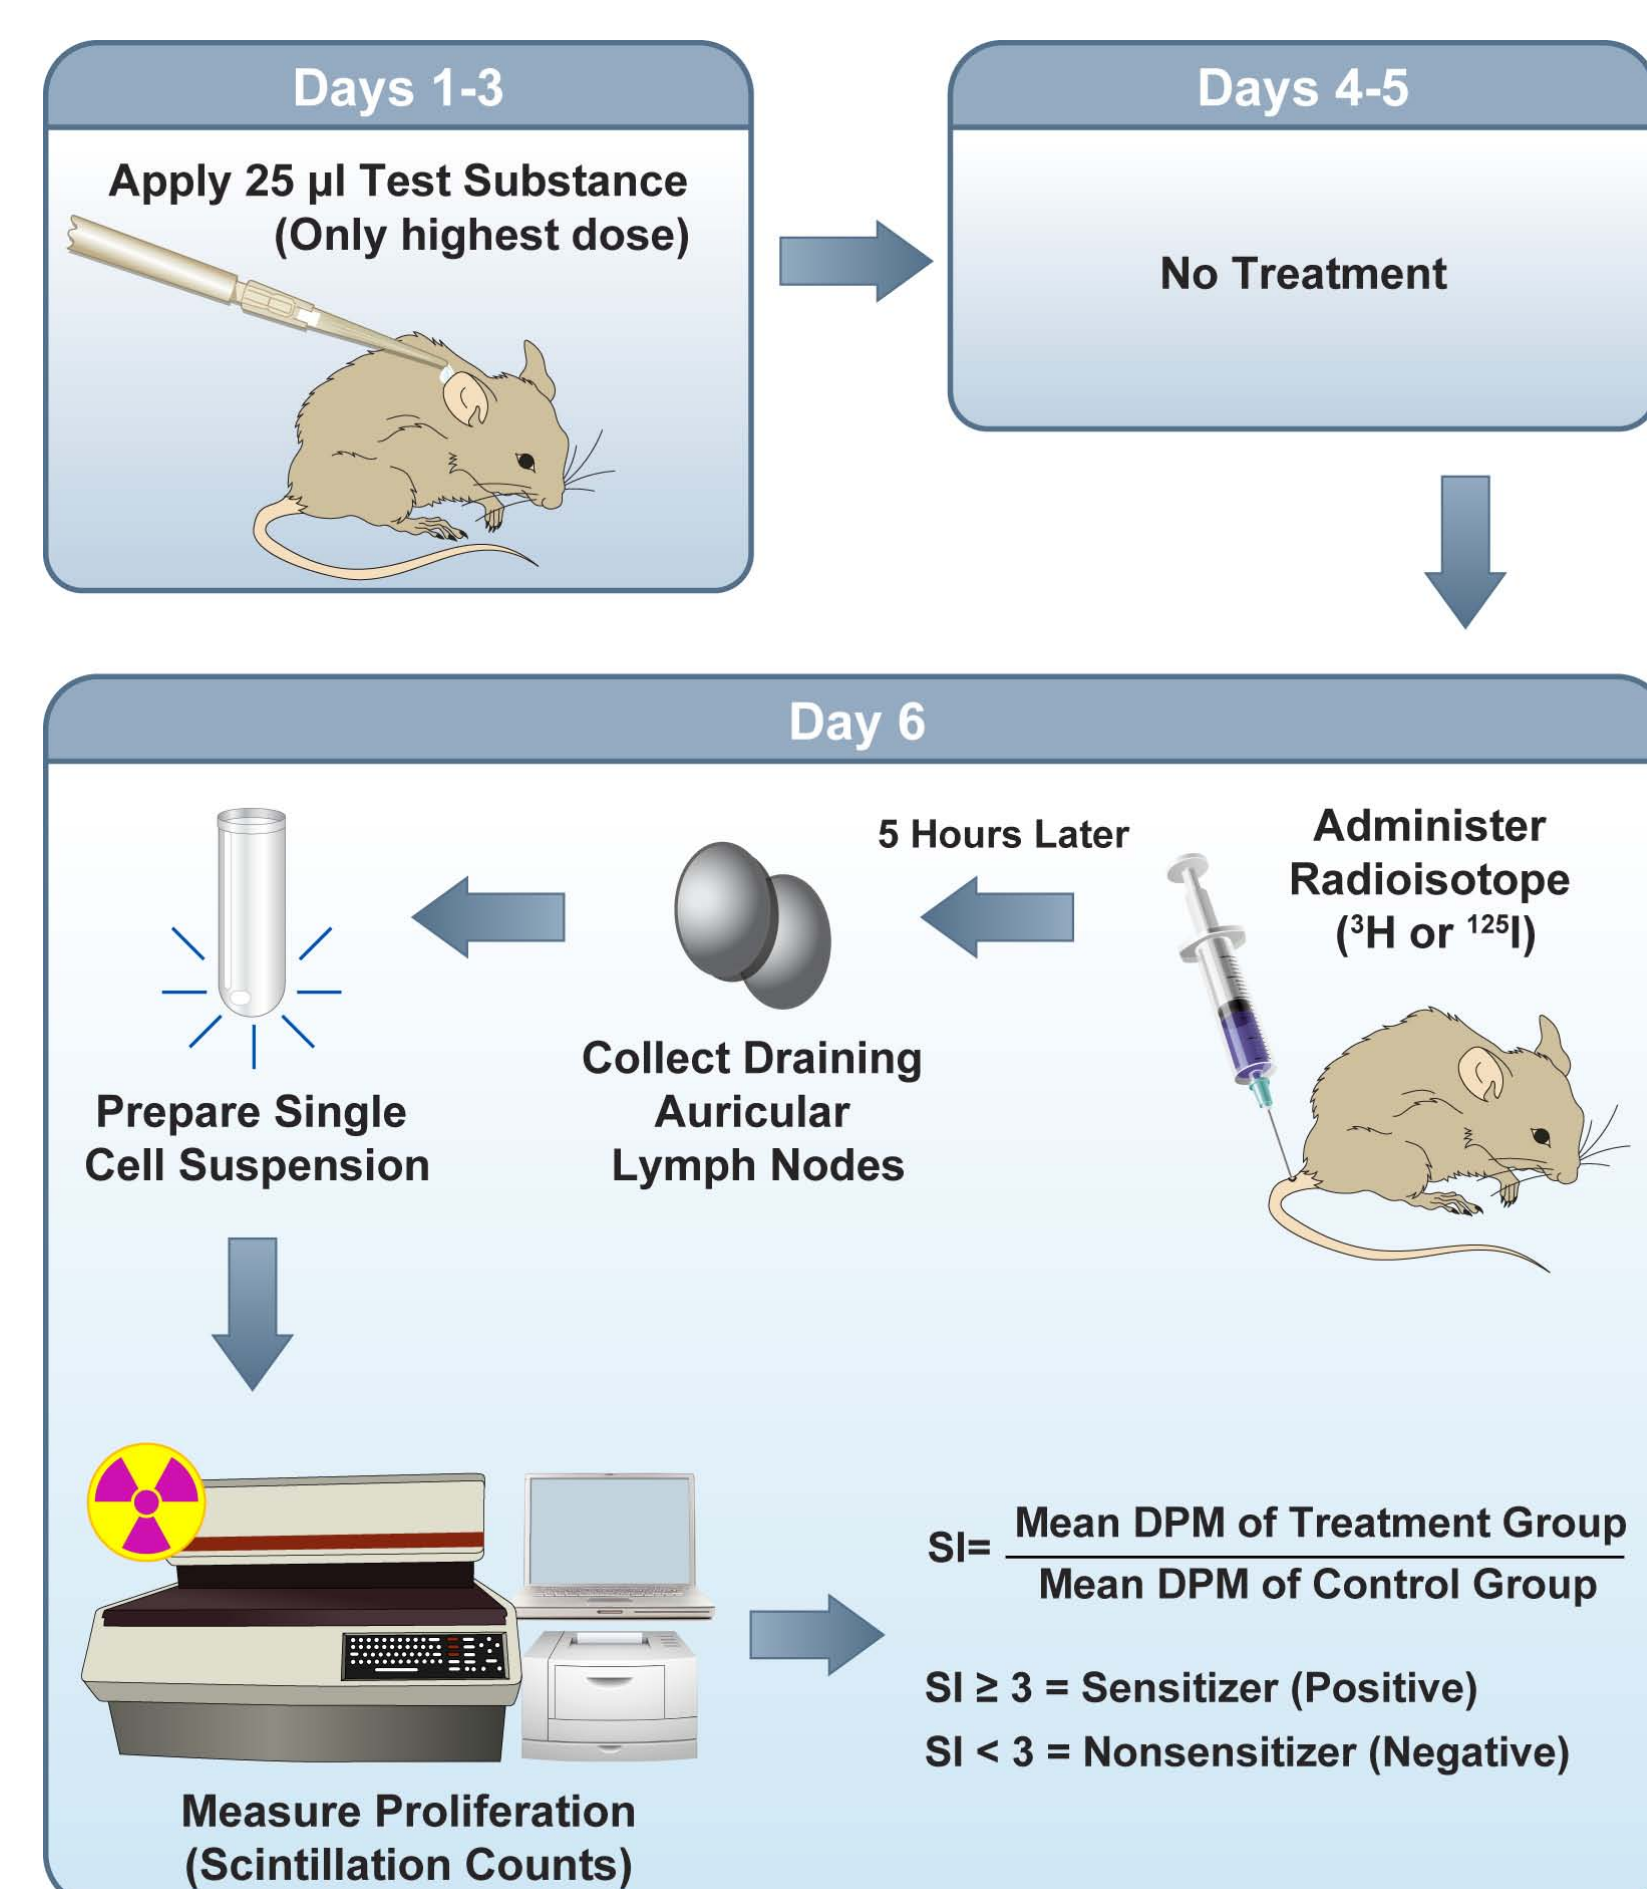 Days 1-3
Apply 25 µl Test Substance
(Only highest dose)
Days 4-5
No Treatment
Day 6
Administer
Radioisotope
(³H or ¹²⁵I)
5 Hours Later
Collect Draining
Auricular
Lymph Nodes
Prepare Single
Cell Suspension
Measure Proliferation
(Scintillation Counts)
SI= Mean DPM of Treatment Group
Mean DPM of Control Group
SI ≥ 3 = Sensitizer (Positive)
SI < 3 = Nonsensitizer (Negative)